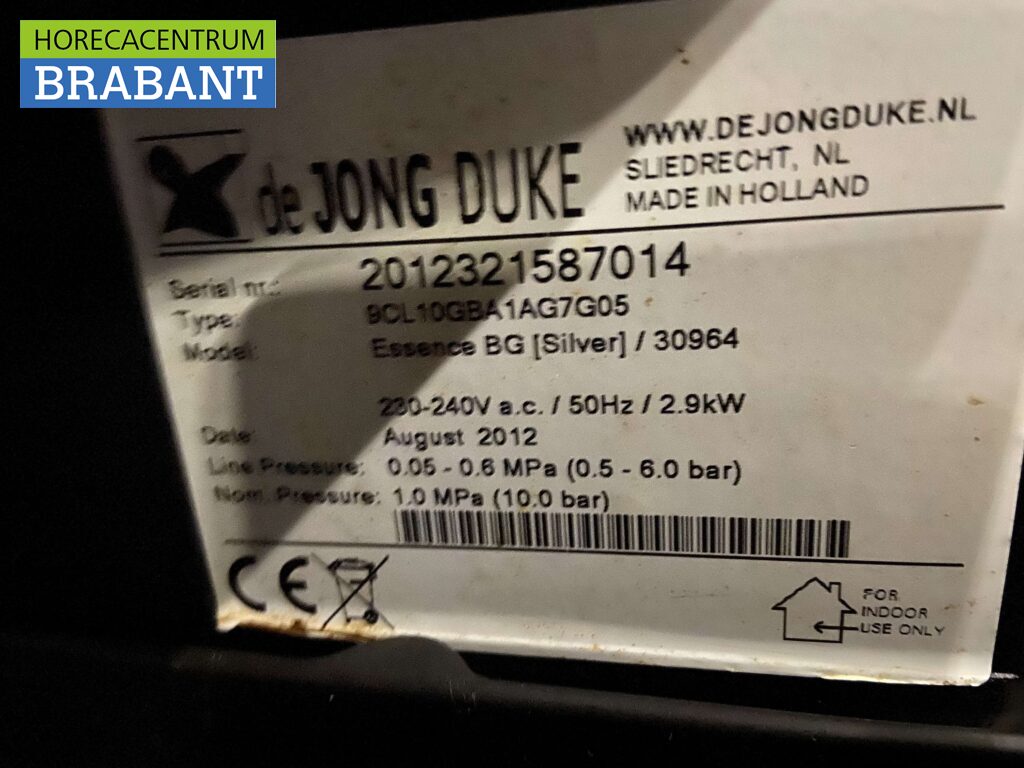 HORECACENTRUM
BRABANT
de JONG DUKE
WWW.DEJONGDUKE.NL
SLIEDRECHT, NL
MADE IN HOLLAND
Serial nr.: 2012321587014
Type: 9CL10GBA1AG7G05
Model: Essence BG [Silver] / 30964
230-240V a.c. / 50Hz / 2.9kW
Date: August 2012
Line Pressure: 0.05 - 0.6 MPa (0.5 - 6.0 bar)
Nom. Pressure: 1.0 MPa (10.0 bar)
CE
FOR
INDOOR
USE ONLY